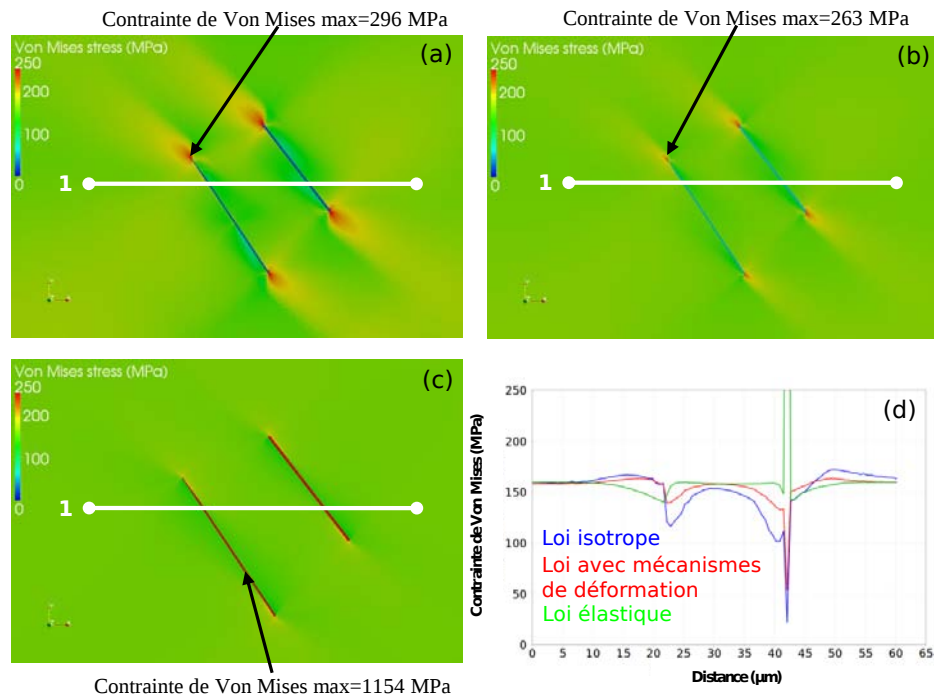 Contrainte de Von Mises max=296 MPa
Contrainte de Von Mises max=263 MPa
Von Mises stress (MPa)
(a)
250
200
100
0
1
Von Mises stress (MPa)
(b)
250
200
100
0
1
Von Mises stress (MPa)
(c)
250
200
100
0
1
Contrainte de Von Mises max=1154 MPa
(d)
Contrainte de Von Mises (MPa)
250
200
150
100
50
0
Loi isotrope
Loi avec mécanismes
de déformation
Loi élastique
0 5 10 15 20 25 30 35 40 45 50 55 60 65
Distance (µm)